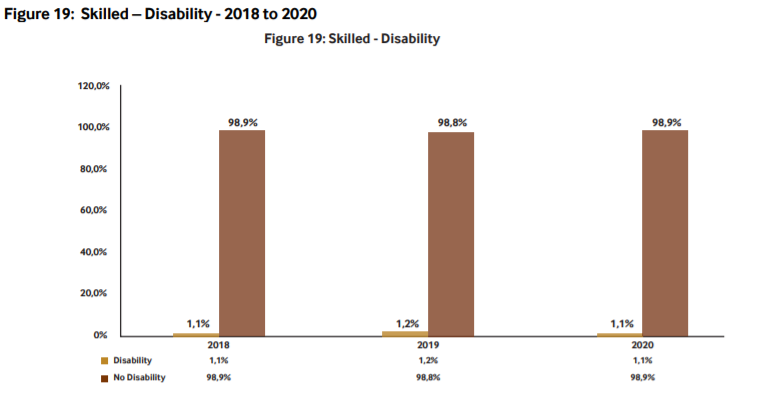 Figure 19: Skilled – Disability - 2018 to 2020
Figure 19: Skilled - Disability
120,0%
100,0%
80,0%
60,0%
40,0%
20,0%
0%
98,9%
98,8%
98,9%
1,1%
1,2%
1,1%
2018 2019 2020
Disability 1,1% 1,2% 1,1%
No Disability 98,9% 98,8% 98,9%